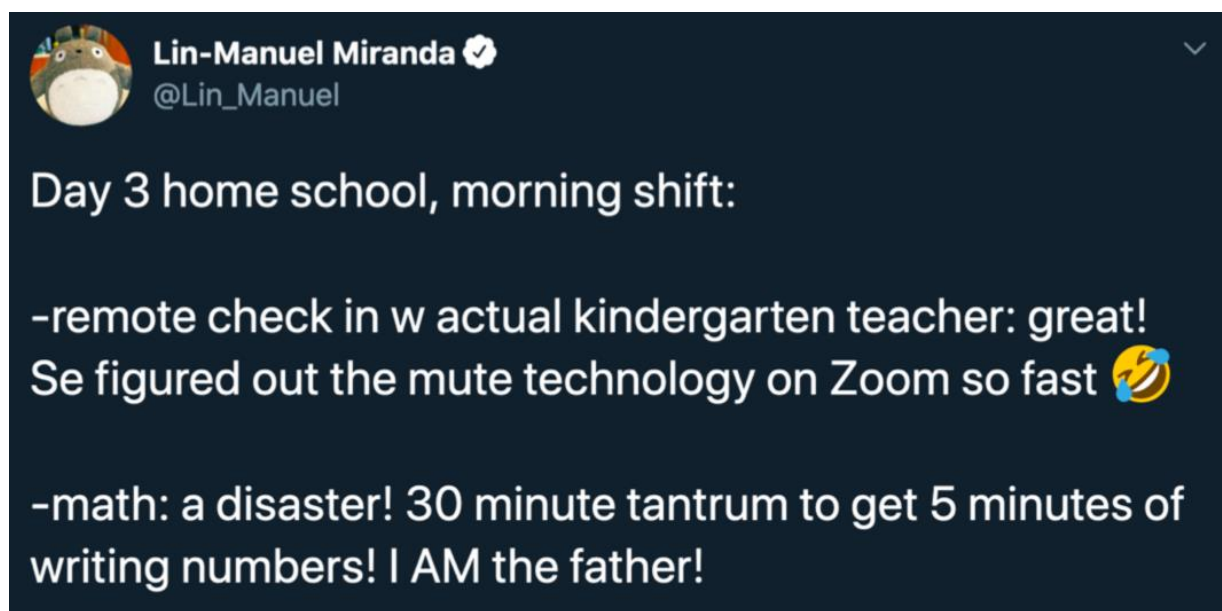 Lin-Manuel Miranda
@Lin_Manuel
Day 3 home school, morning shift:
-remote check in w actual kindergarten teacher: great!
Se figured out the mute technology on Zoom so fast 🤣
-math: a disaster! 30 minute tantrum to get 5 minutes of
writing numbers! I AM the father!